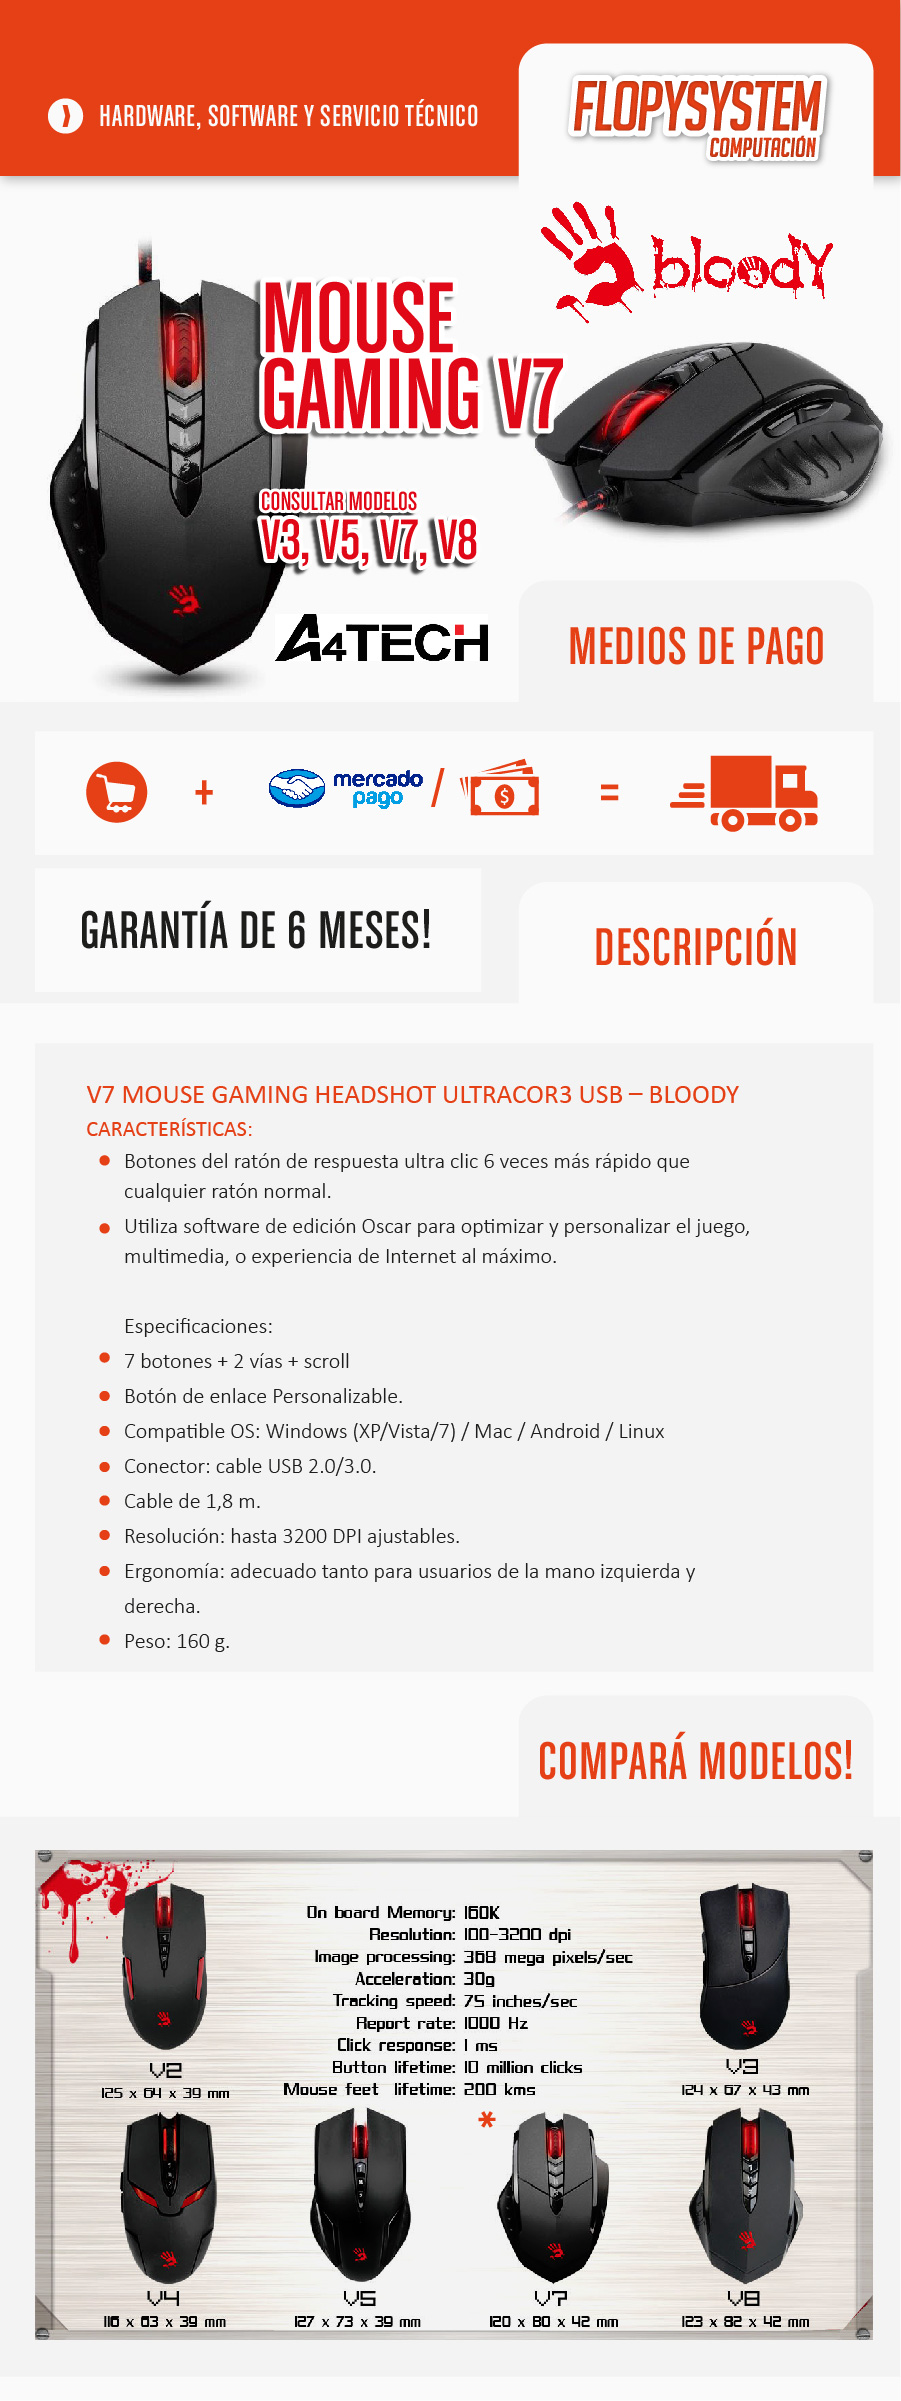 HARDWARE, SOFTWARE Y SERVICIO TÉCNICO
FLOPYSYSTEM
COMPUTACIÓN
bloody
MOUSE
GAMING V7
CONSULTAR MODELOS
V3, V5, V7, V8
A4TECH
MEDIOS DE PAGO
+ mercado pago / $ =
GARANTÍA DE 6 MESES!
DESCRIPCIÓN
V7 MOUSE GAMING HEADSHOT ULTRACOR3 USB – BLOODY
CARACTERÍSTICAS:
Botones del ratón de respuesta ultra clic 6 veces más rápido que
cualquier ratón normal.
Utiliza software de edición Oscar para optimizar y personalizar el juego,
multimedia, o experiencia de Internet al máximo.
Especificaciones:
7 botones + 2 vías + scroll
Botón de enlace Personalizable.
Compatible OS: Windows (XP/Vista/7) / Mac / Android / Linux
Conector: cable USB 2.0/3.0.
Cable de 1,8 m.
Resolución: hasta 3200 DPI ajustables.
Ergonomía: adecuado tanto para usuarios de la mano izquierda y
derecha.
Peso: 160 g.
COMPARÁ MODELOS!
On board Memory: 160K
Resolution: 100-3200 dpi
Image processing: 368 mega pixels/sec
Acceleration: 30g
Tracking speed: 75 inches/sec
Report rate: 1000 Hz
Click response: 1 ms
Button lifetime: 10 million clicks
Mouse feet lifetime: 200 kms
V2
125 x 64 x 39 mm
V3
124 x 67 x 43 mm
*
V4
116 x 63 x 39 mm
V5
127 x 73 x 39 mm
V7
120 x 80 x 42 mm
V8
123 x 82 x 42 mm